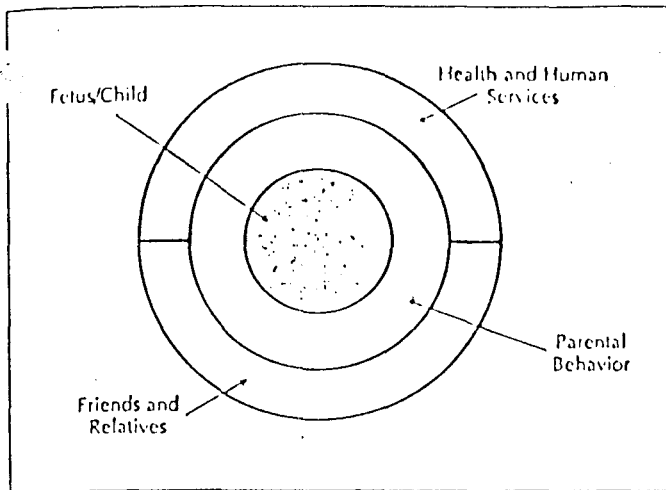 Fetus/Child
Health and Human
Services
Parental
Behavior
Friends and
Relatives